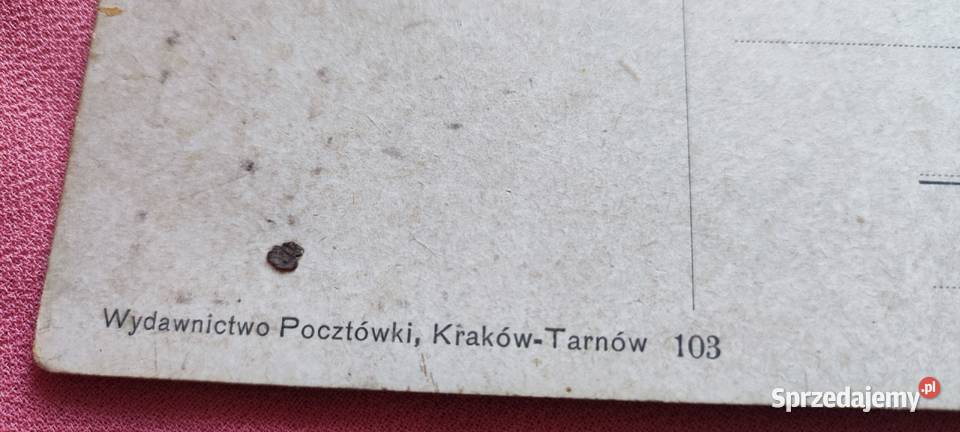 Wydawnictwo Pocztówki, Kraków-Tarnów 103
Sprzedajemy.pl